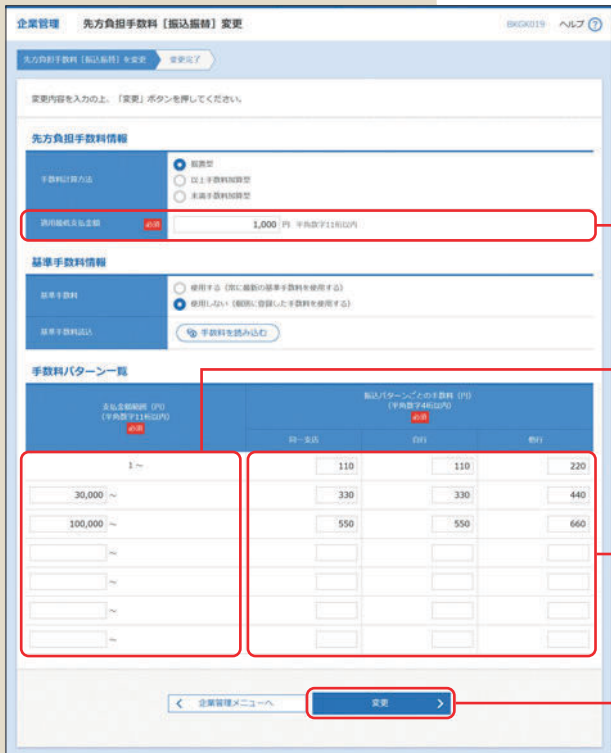 企業管理 先方負担手数料［振込振替］変更 BKGK019 ヘルプ ?
先方負担手数料［振込振替］を変更 変更完了
変更内容を入力の上、「変更」ボタンを押してください。
先方負担手数料情報
手数料計算方法
据置型
以上手数料加算型
未満手数料加算型
適用最低支払金額 必須 1,000 円 半角数字11桁以内
基準手数料情報
基準手数料
使用する（常に最新の基準手数料を使用する）
使用しない（個別に登録した手数料を使用する）
基準手数料読込 手数料を読み込む
手数料パターン一覧
支払金額範囲（円）
（半角数字11桁以内）
必須
振込パターンごとの手数料（円）
（半角数字4桁以内）
必須
同一支店 自行 他行
1～ 110 110 220
30,000 ～ 330 330 440
100,000 ～ 550 550 660
～
～
～
～
企業管理メニューへ 変更